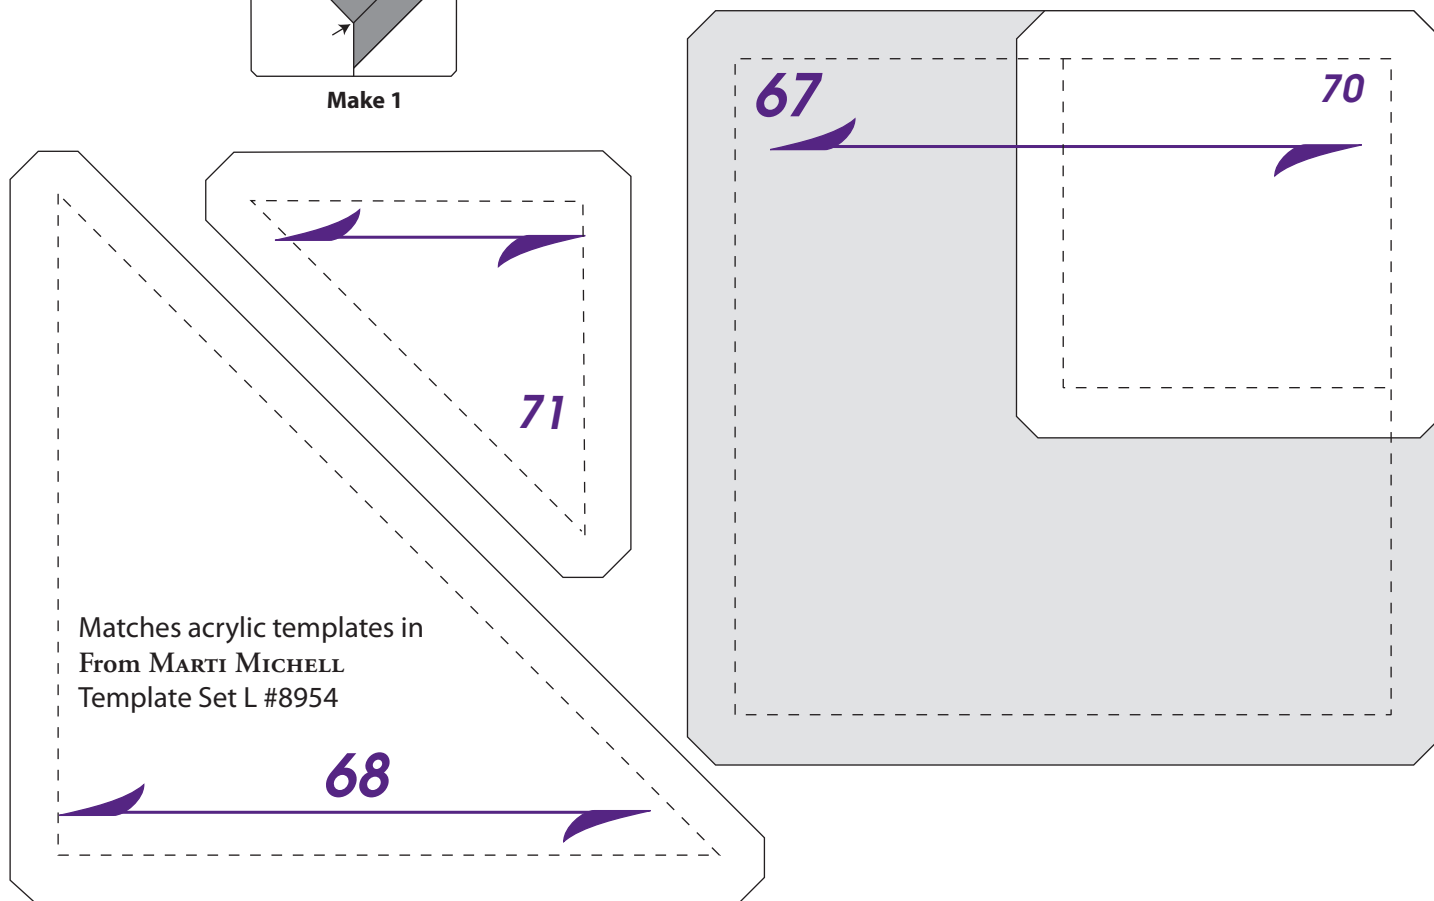 Make 1
67
70
71
Matches acrylic templates in
From MARTI MICHELL
Template Set L #8954
68